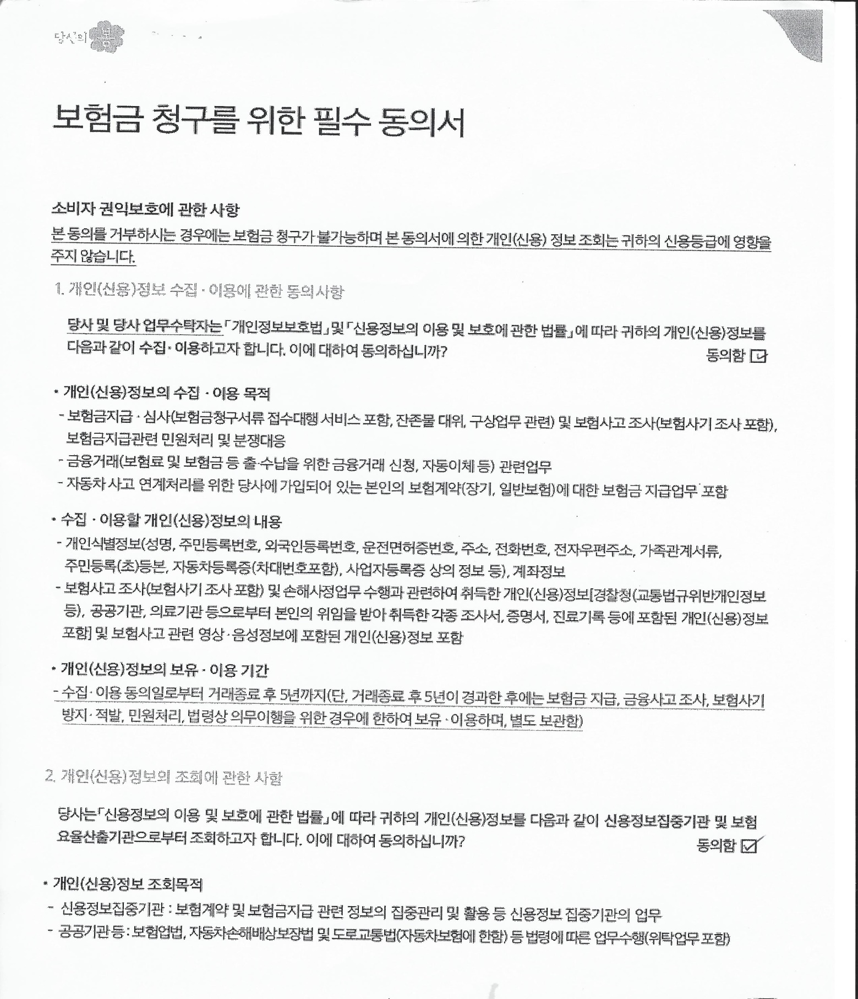 당신의 봄
보험금 청구를 위한 필수 동의서
소비자 권익보호에 관한 사항
본 동의를 거부하시는 경우에는 보험금 청구가 불가능하며 본 동의서에 의한 개인(신용) 정보 조회는 귀하의 신용등급에 영향을
주지 않습니다.
1. 개인(신용)정보 수집 · 이용에 관한 동의사항
당사 및 당사 업무수탁자는「개인정보보호법」및「신용정보의 이용 및 보호에 관한 법률」에 따라 귀하의 개인(신용)정보를
다음과 같이 수집· 이용하고자 합니다. 이에 대하여 동의하십니까?
동의함 ☑
• 개인(신용)정보의 수집 · 이용 목적
- 보험금지급 · 심사(보험금청구서류 접수대행 서비스 포함, 잔존물 대위, 구상업무 관련) 및 보험사고 조사(보험사기 조사 포함),
보험금지급관련 민원처리 및 분쟁대응
- 금융거래(보험료 및 보험금 등 출·수납을 위한 금융거래 신청, 자동이체 등) 관련업무
- 자동차 사고 연계처리를 위한 당사에 가입되어 있는 본인의 보험계약(장기, 일반보험)에 대한 보험금 지급업무 포함
• 수집 · 이용할 개인(신용)정보의 내용
- 개인식별정보(성명, 주민등록번호, 외국인등록번호, 운전면허증번호, 주소, 전화번호, 전자우편주소, 가족관계서류,
주민등록(초)등본, 자동차등록증(차대번호포함), 사업자등록증 상의 정보 등), 계좌정보
- 보험사고 조사(보험사기 조사 포함) 및 손해사정업무 수행과 관련하여 취득한 개인(신용)정보[경찰청(교통법규위반개인정보
등), 공공기관, 의료기관 등으로부터 본인의 위임을 받아 취득한 각종 조사서, 증명서, 진료기록 등에 포함된 개인(신용)정보
포함] 및 보험사고 관련 영상·음성정보에 포함된 개인(신용)정보 포함
• 개인(신용)정보의 보유 · 이용 기간
- 수집· 이용 동의일로부터 거래종료 후 5년까지(단, 거래종료 후 5년이 경과한 후에는 보험금 지급, 금융사고 조사, 보험사기
방지 · 적발, 민원처리, 법령상 의무이행을 위한 경우에 한하여 보유 · 이용하며, 별도 보관함)
2. 개인(신용)정보의 조회에 관한 사항
당사는「신용정보의 이용 및 보호에 관한 법률」에 따라 귀하의 개인(신용)정보를 다음과 같이 신용정보집중기관 및 보험
요율산출기관으로부터 조회하고자 합니다. 이에 대하여 동의하십니까?
동의함 ☑
• 개인(신용)정보 조회목적
- 신용정보집중기관 : 보험계약 및 보험금지급 관련 정보의 집중관리 및 활용 등 신용정보 집중기관의 업무
- 공공기관 등 : 보험업법, 자동차손해배상보장법 및 도로교통법(자동차보험에 한함) 등 법령에 따른 업무수행(위탁업무 포함)